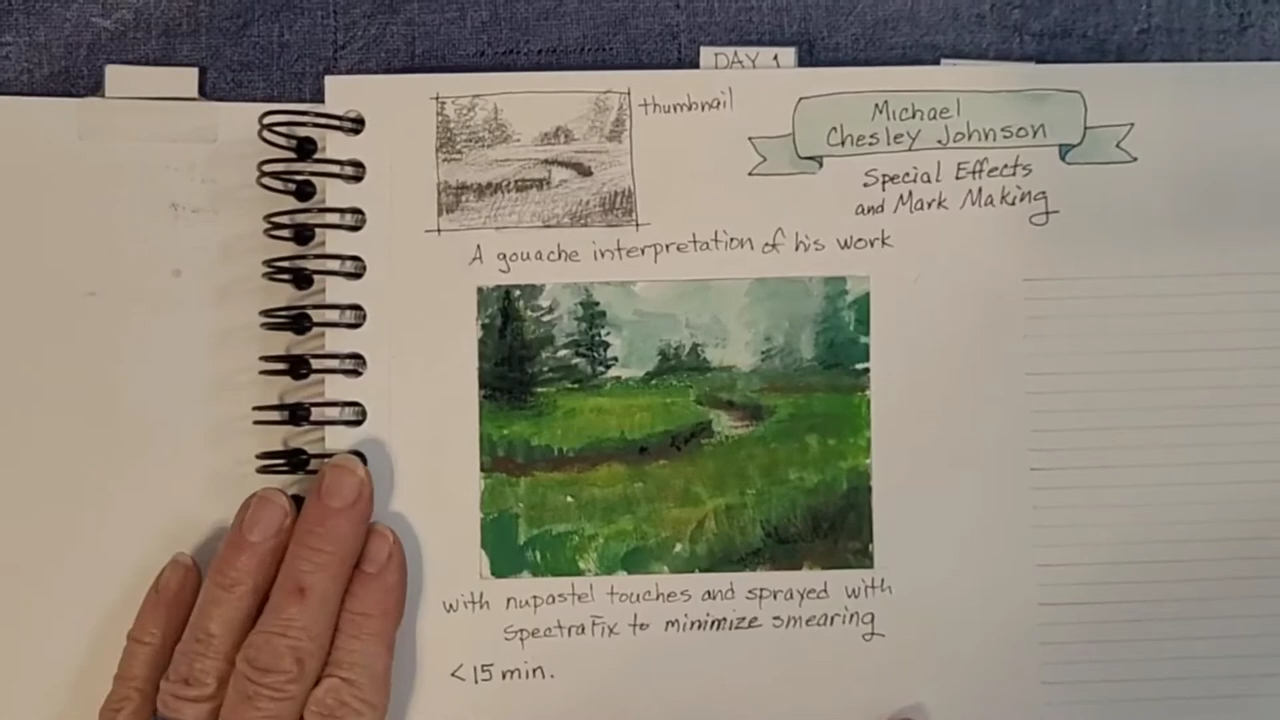 DAY 1
thumbnail
Michael
Chesley Johnson
Special Effects
and Mark Making
A gouache interpretation of his work
with nupastel touches and sprayed with
SpectraFix to minimize smearing
<15 min.